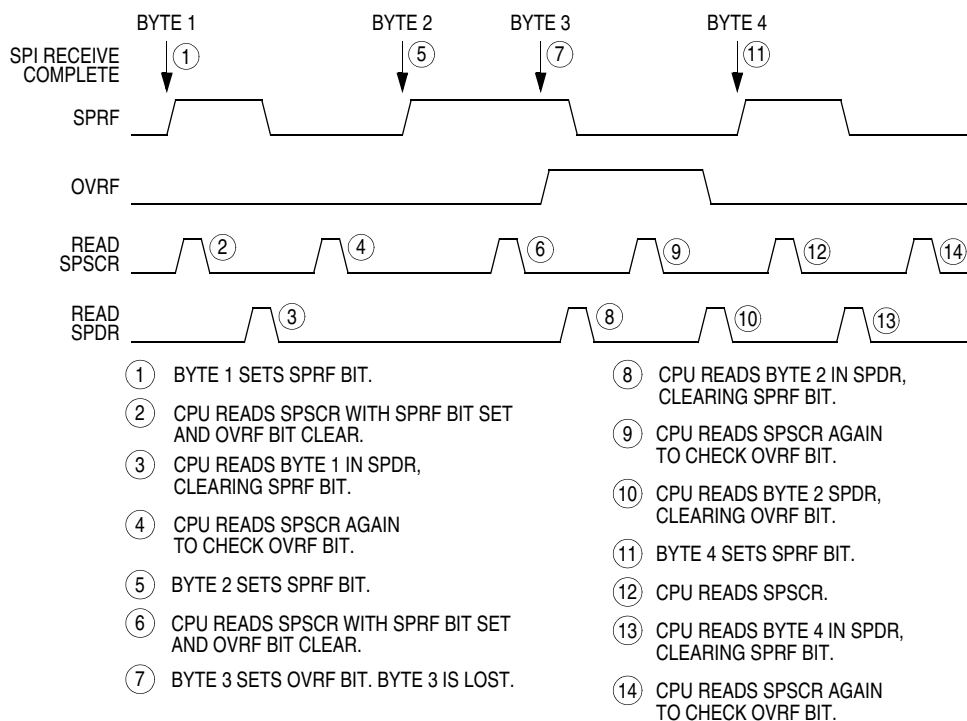 BYTE 1 BYTE 2 BYTE 3 BYTE 4
SPI RECEIVE
COMPLETE
1 5 7 11
SPRF
OVRF
READ
SPSCR
2 4 6 9 12 14
READ
SPDR
3 8 10 13
1 BYTE 1 SETS SPRF BIT.
2 CPU READS SPSCR WITH SPRF BIT SET
AND OVRF BIT CLEAR.
3 CPU READS BYTE 1 IN SPDR,
CLEARING SPRF BIT.
4 CPU READS SPSCR AGAIN
TO CHECK OVRF BIT.
5 BYTE 2 SETS SPRF BIT.
6 CPU READS SPSCR WITH SPRF BIT SET
AND OVRF BIT CLEAR.
7 BYTE 3 SETS OVRF BIT. BYTE 3 IS LOST.
8 CPU READS BYTE 2 IN SPDR,
CLEARING SPRF BIT.
9 CPU READS SPSCR AGAIN
TO CHECK OVRF BIT.
10 CPU READS BYTE 2 SPDR,
CLEARING OVRF BIT.
11 BYTE 4 SETS SPRF BIT.
12 CPU READS SPSCR.
13 CPU READS BYTE 4 IN SPDR,
CLEARING SPRF BIT.
14 CPU READS SPSCR AGAIN
TO CHECK OVRF BIT.